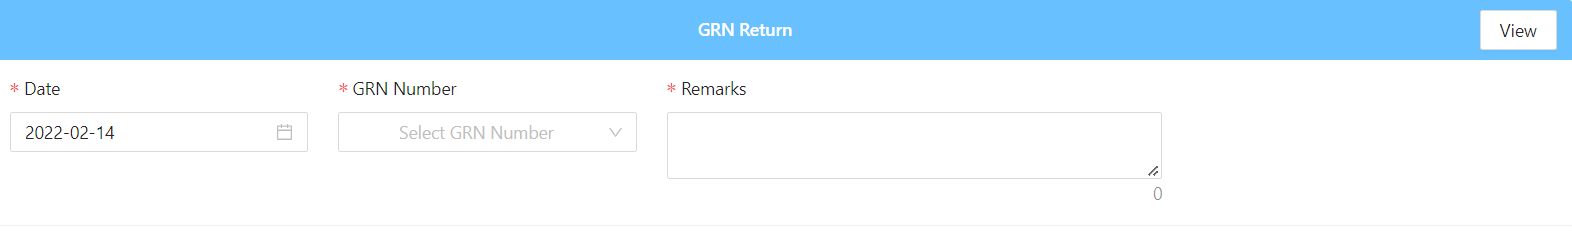 GRN Return
View
* Date
* GRN Number
* Remarks
2022-02-14
Select GRN Number
0